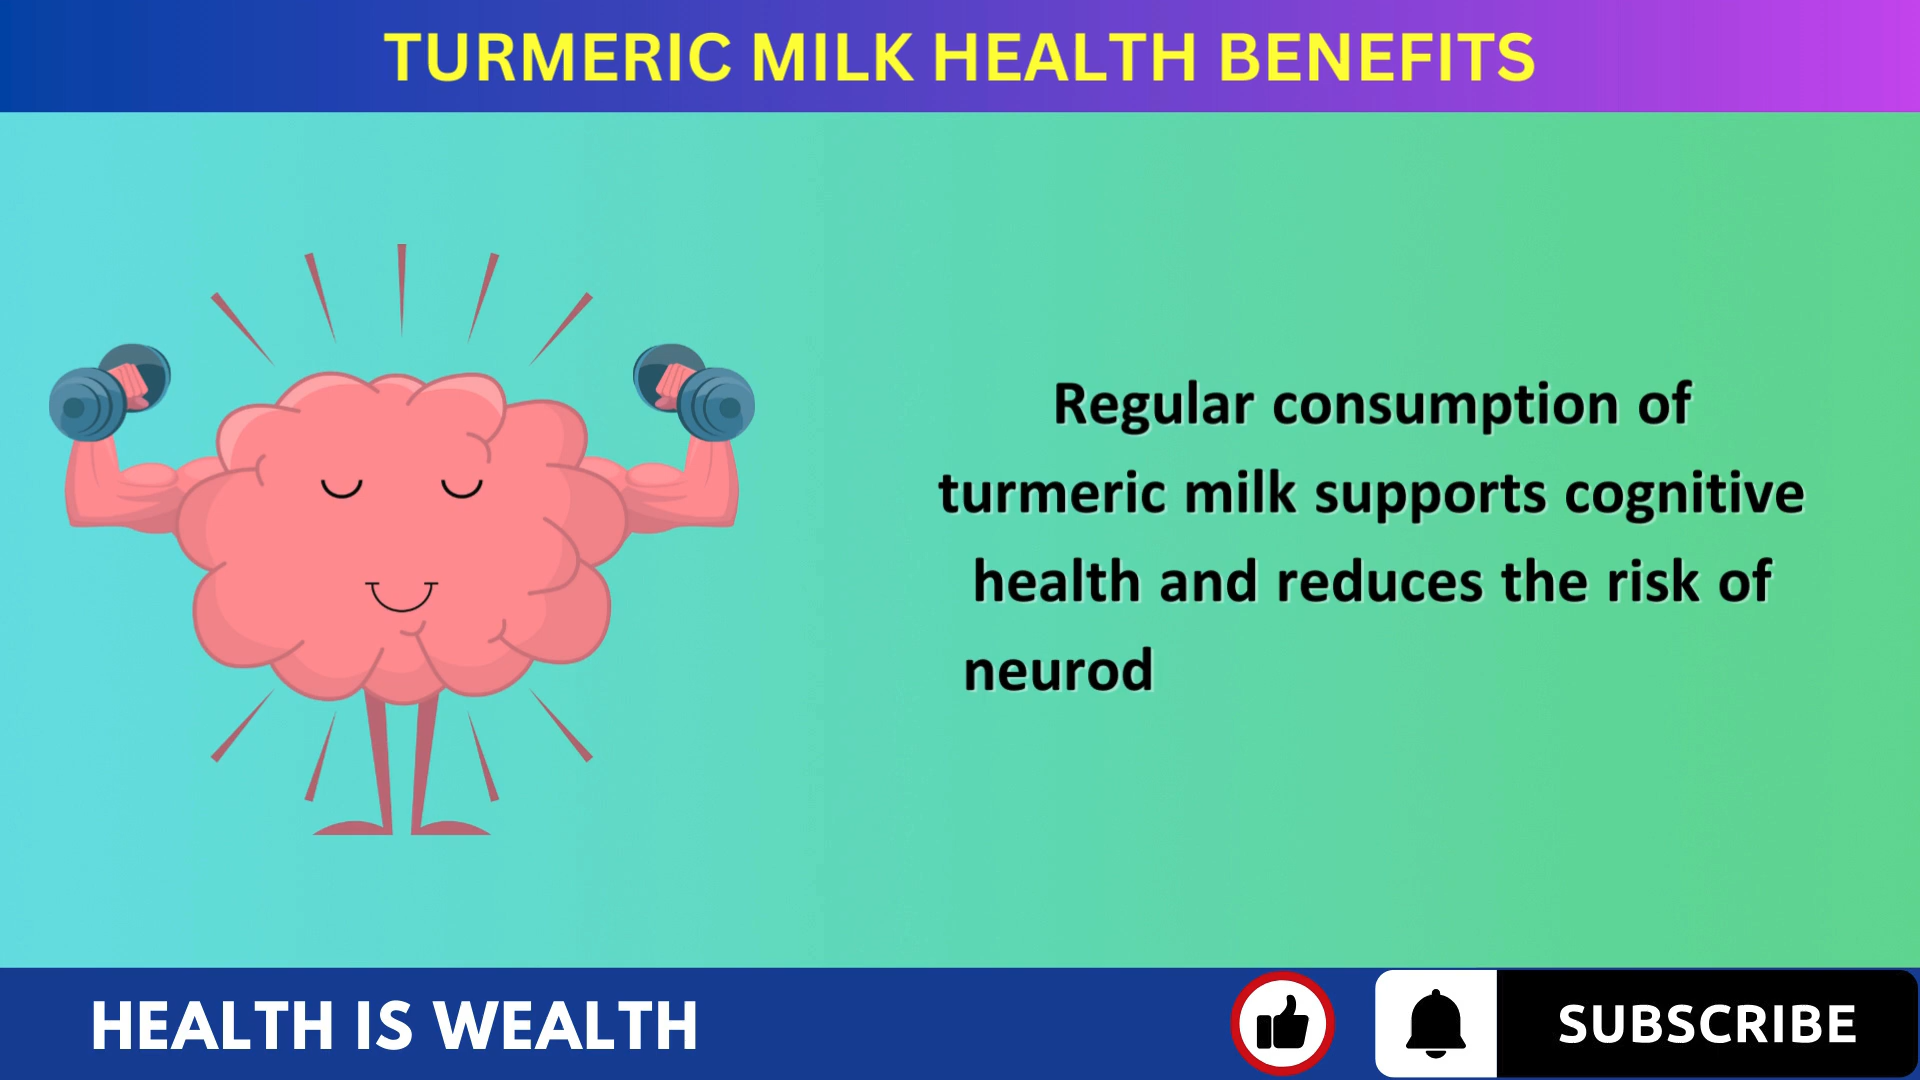 TURMERIC MILK HEALTH BENEFITS
Regular consumption of
turmeric milk supports cognitive
health and reduces the risk of
neurod
HEALTH IS WEALTH
SUBSCRIBE